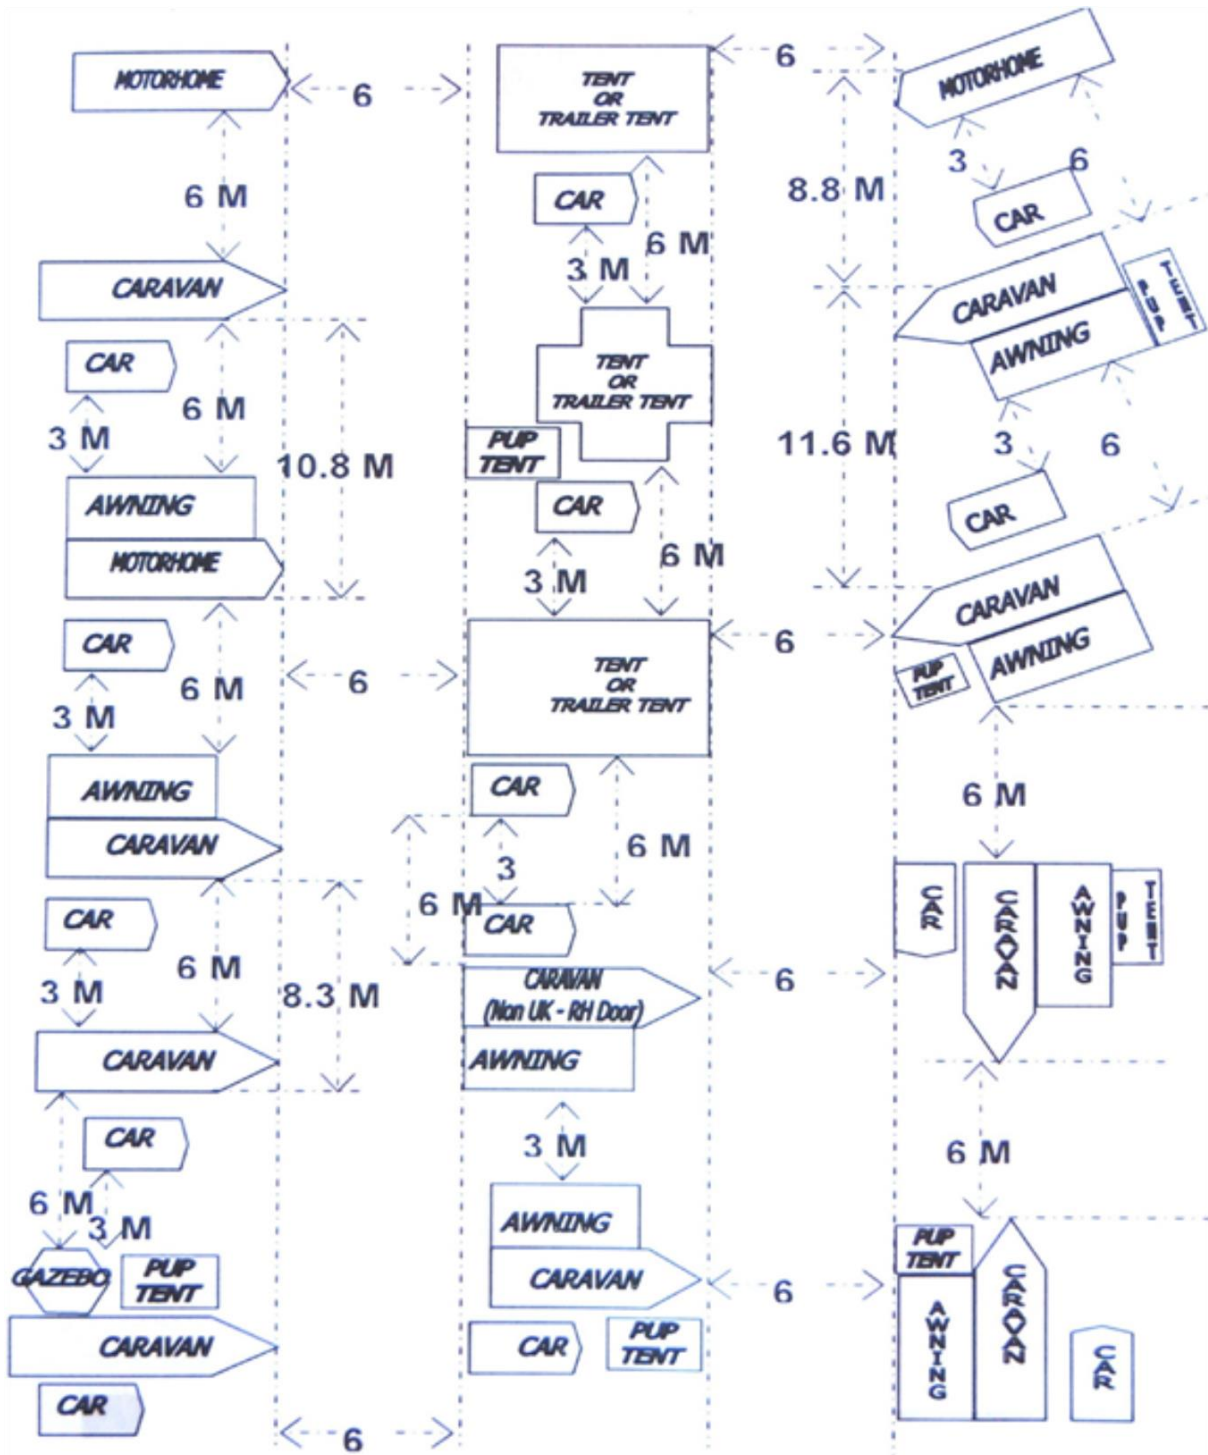 MOTORHOME
6
6 M
CARAVAN
CAR
3 M
6 M
10.8 M
AWNING
MOTORHOME
CAR
3 M
6 M
6
AWNING
CARAVAN
CAR
3 M
6 M
8.3 M
CARAVAN
CAR
6 M
3 M
GAZEBO
PUP
TENT
CARAVAN
CAR
6
TENT
OR
TRAILER TENT
6
CAR
3 M
6 M
TENT
OR
TRAILER TENT
PUP
TENT
CAR
3 M
6 M
TENT
OR
TRAILER TENT
6
CAR
3
6 M
6 M
CAR
CARAVAN
(Non UK - RH Door)
6
AWNING
3 M
AWNING
CARAVAN
6
CAR
PUP
TENT
MOTORHOME
8.8 M
3
6
CAR
CARAVAN
AWNING
PUP
TENT
11.6 M
3
6
CAR
CARAVAN
AWNING
PUP
TENT
6 M
CAR
CARAVAN
AWNING
PUP
TENT
6 M
PUP
TENT
AWNING
CARAVAN
CAR